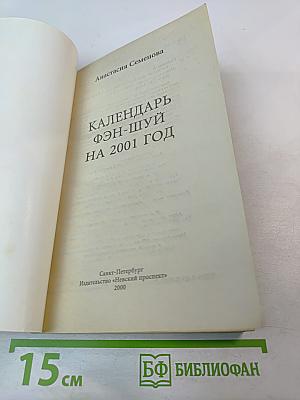 Анастасия Семенова
КАЛЕНДАРЬ
ФЭН-ШУЙ
НА 2001 ГОД
Санкт-Петербург
Издательство «Невский проспект»
2000
15 см
БФ БИБЛИОФАН